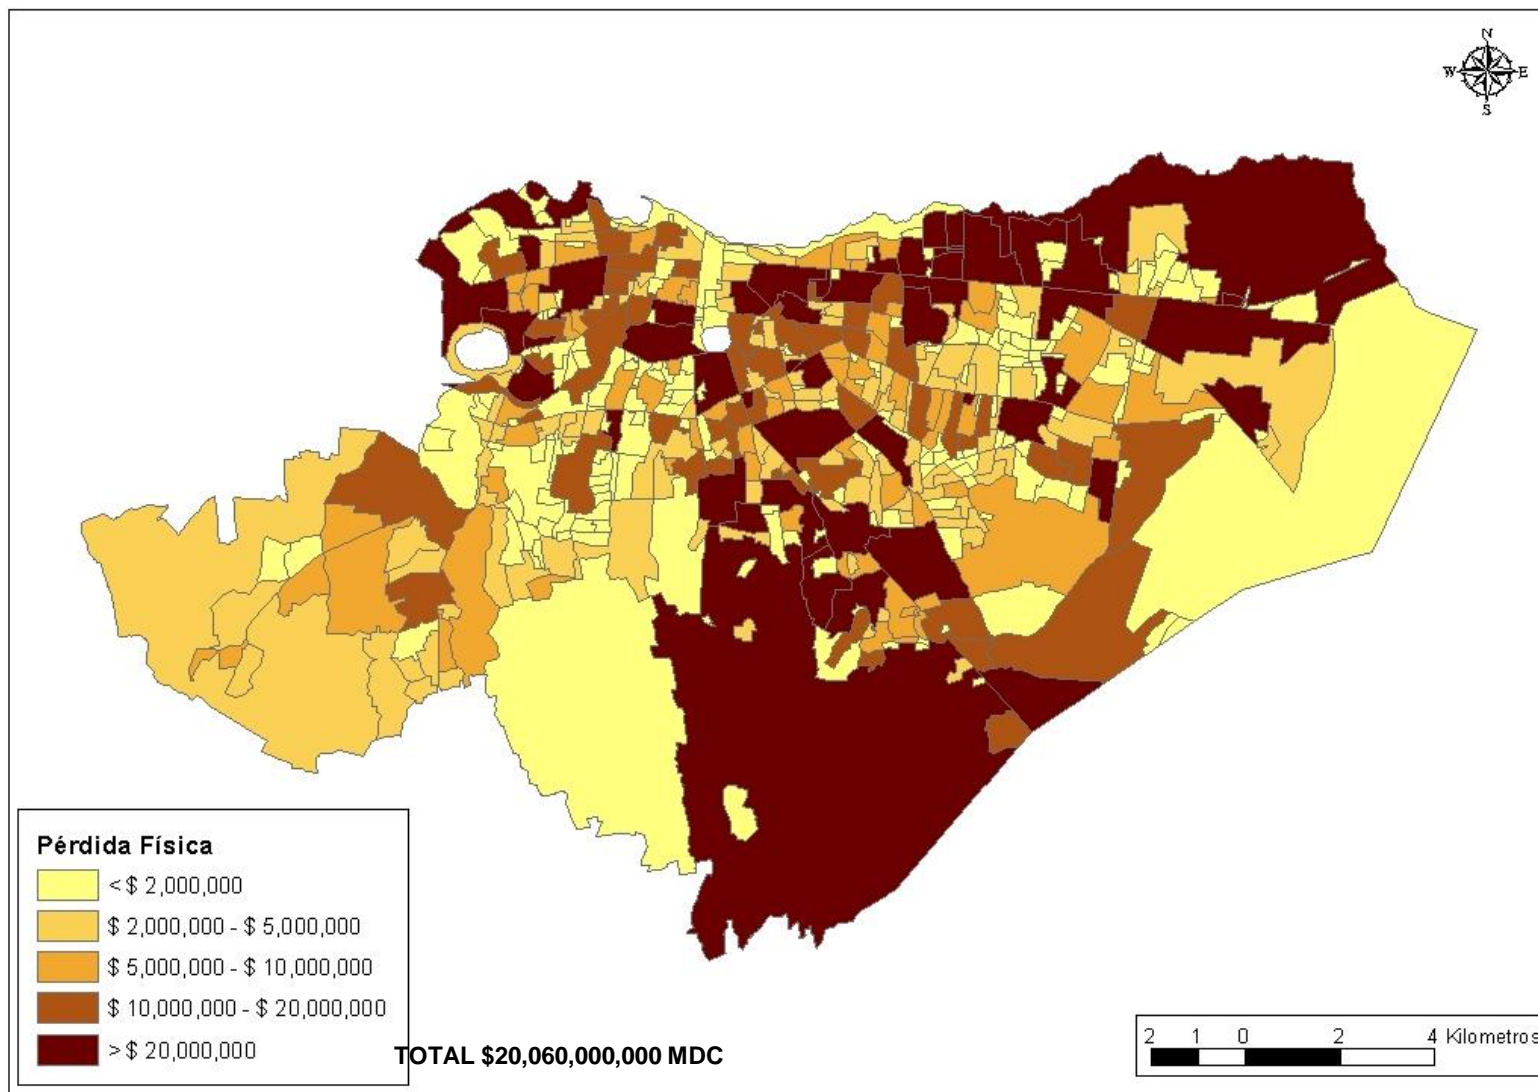 N
W E
S
Pérdida Física
< $ 2,000,000
$ 2,000,000 - $ 5,000,000
$ 5,000,000 - $ 10,000,000
$ 10,000,000 - $ 20,000,000
> $ 20,000,000
TOTAL $20,060,000,000 MDC
2 1 0 2 4 Kilometros